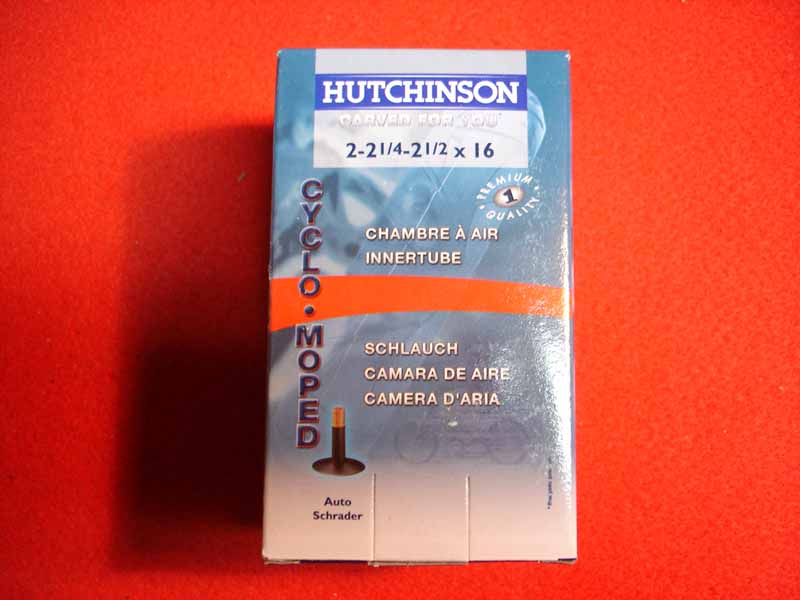 HUTCHINSON
CARVED FOR YOU
2-2 1/4-2 1/2 x 16
PREMIUM
1
QUALITY
CYCLO • MOPED
CHAMBRE À AIR
INNERTUBE
SCHLAUCH
CAMARA DE AIRE
CAMERA D'ARIA
Auto
Schrader